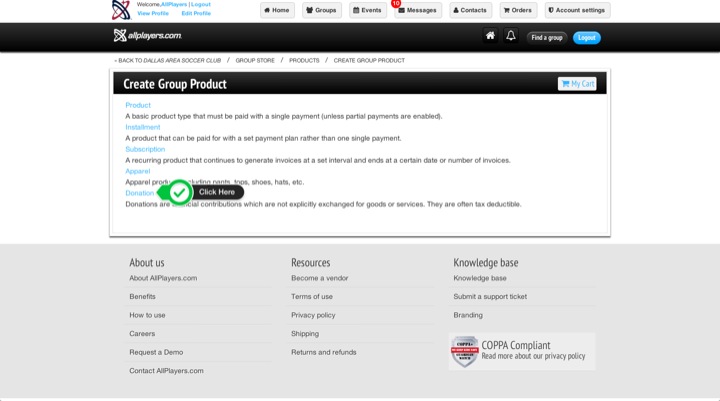 Welcome, AllPlayers | Logout
View Profile Edit Profile
Home Groups Events 10 Messages Contacts Orders Account settings
allplayers.com Find a group Logout
« BACK TO DALLAS AREA SOCCER CLUB / GROUP STORE / PRODUCTS / CREATE GROUP PRODUCT
Create Group Product My Cart
Product
A basic product type that must be paid with a single payment (unless partial payments are enabled).
Installment
A product that can be paid for with a set payment plan rather than one single payment.
Subscription
A recurring product that continues to generate invoices at a set interval and ends at a certain date or number of invoices.
Apparel
Apparel pants, tops, shoes, hats, etc.
Donation Click Here
Donations are contributions which are not explicitly exchanged for goods or services. They are often tax deductible.
About us Resources Knowledge base
About AllPlayers.com Become a vendor Knowledge base
Benefits Terms of use Submit a support ticket
How to use Privacy policy Branding
Careers Shipping
COPPA Compliant
Request a Demo Returns and refunds Read more about our privacy policy
Contact AllPlayers.com